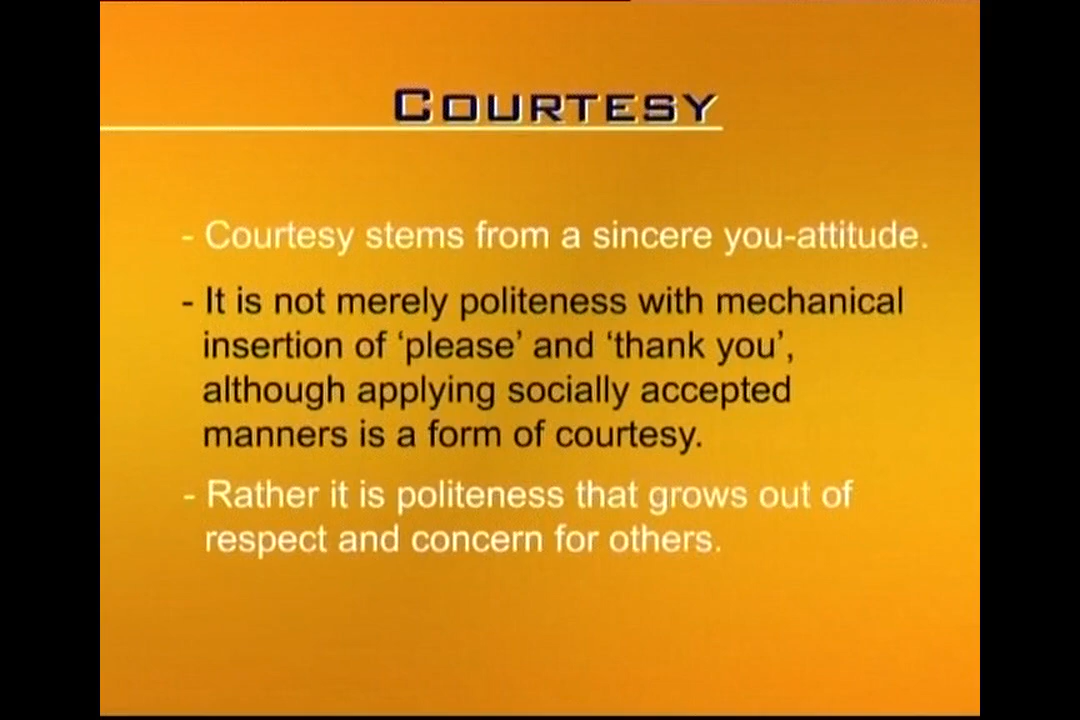 COURTESY
- Courtesy stems from a sincere you-attitude.
- It is not merely politeness with mechanical
insertion of ‘please’ and ‘thank you’,
although applying socially accepted
manners is a form of courtesy.
- Rather it is politeness that grows out of
respect and concern for others.